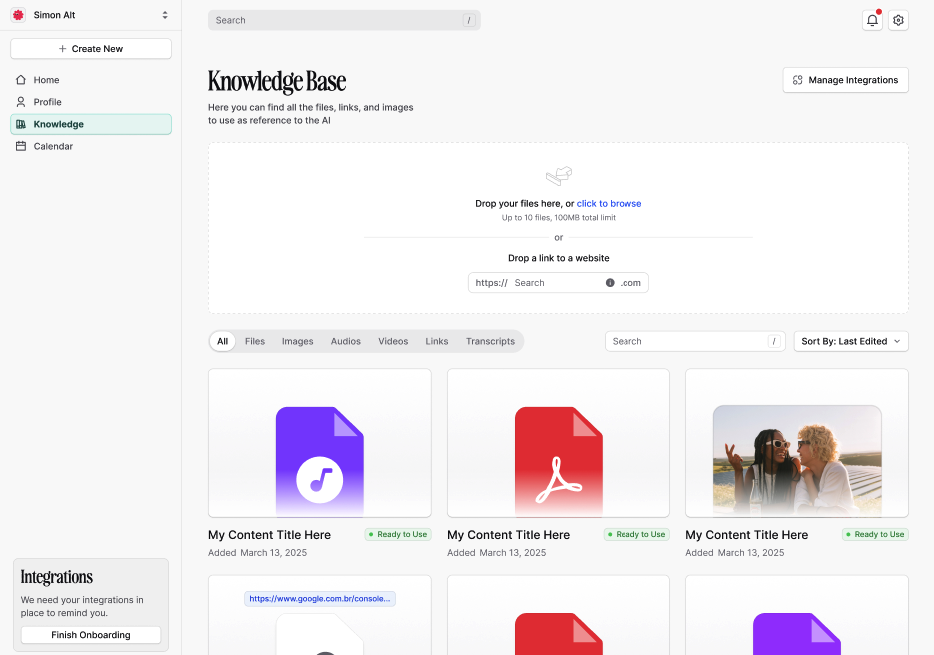 Simon Alt
Search
/
Create New
Home
Profile
Knowledge
Calendar
Knowledge Base
Manage Integrations
Here you can find all the files, links, and images
to use as reference to the AI
Drop your files here, or click to browse
Up to 10 files, 100MB total limit
or
Drop a link to a website
https:// Search .com
All Files Images Audios Videos Links Transcripts
Search /
Sort By: Last Edited
My Content Title Here
Ready to Use
Added March 13, 2025
My Content Title Here
Ready to Use
Added March 13, 2025
My Content Title Here
Ready to Use
Added March 13, 2025
https://www.google.com.br/console...
Integrations
We need your integrations in
place to remind you.
Finish Onboarding